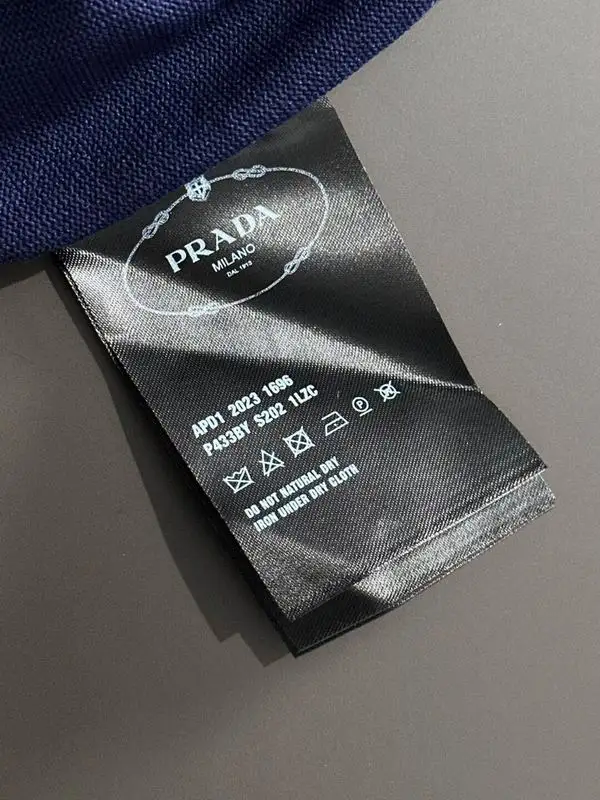 PRADA
MILANO
DAL 1913
APD1 2023 1696
P433BY S202 1LZC
P
DO NOT NATURAL DRY
IRON UNDER DRY CLOTH